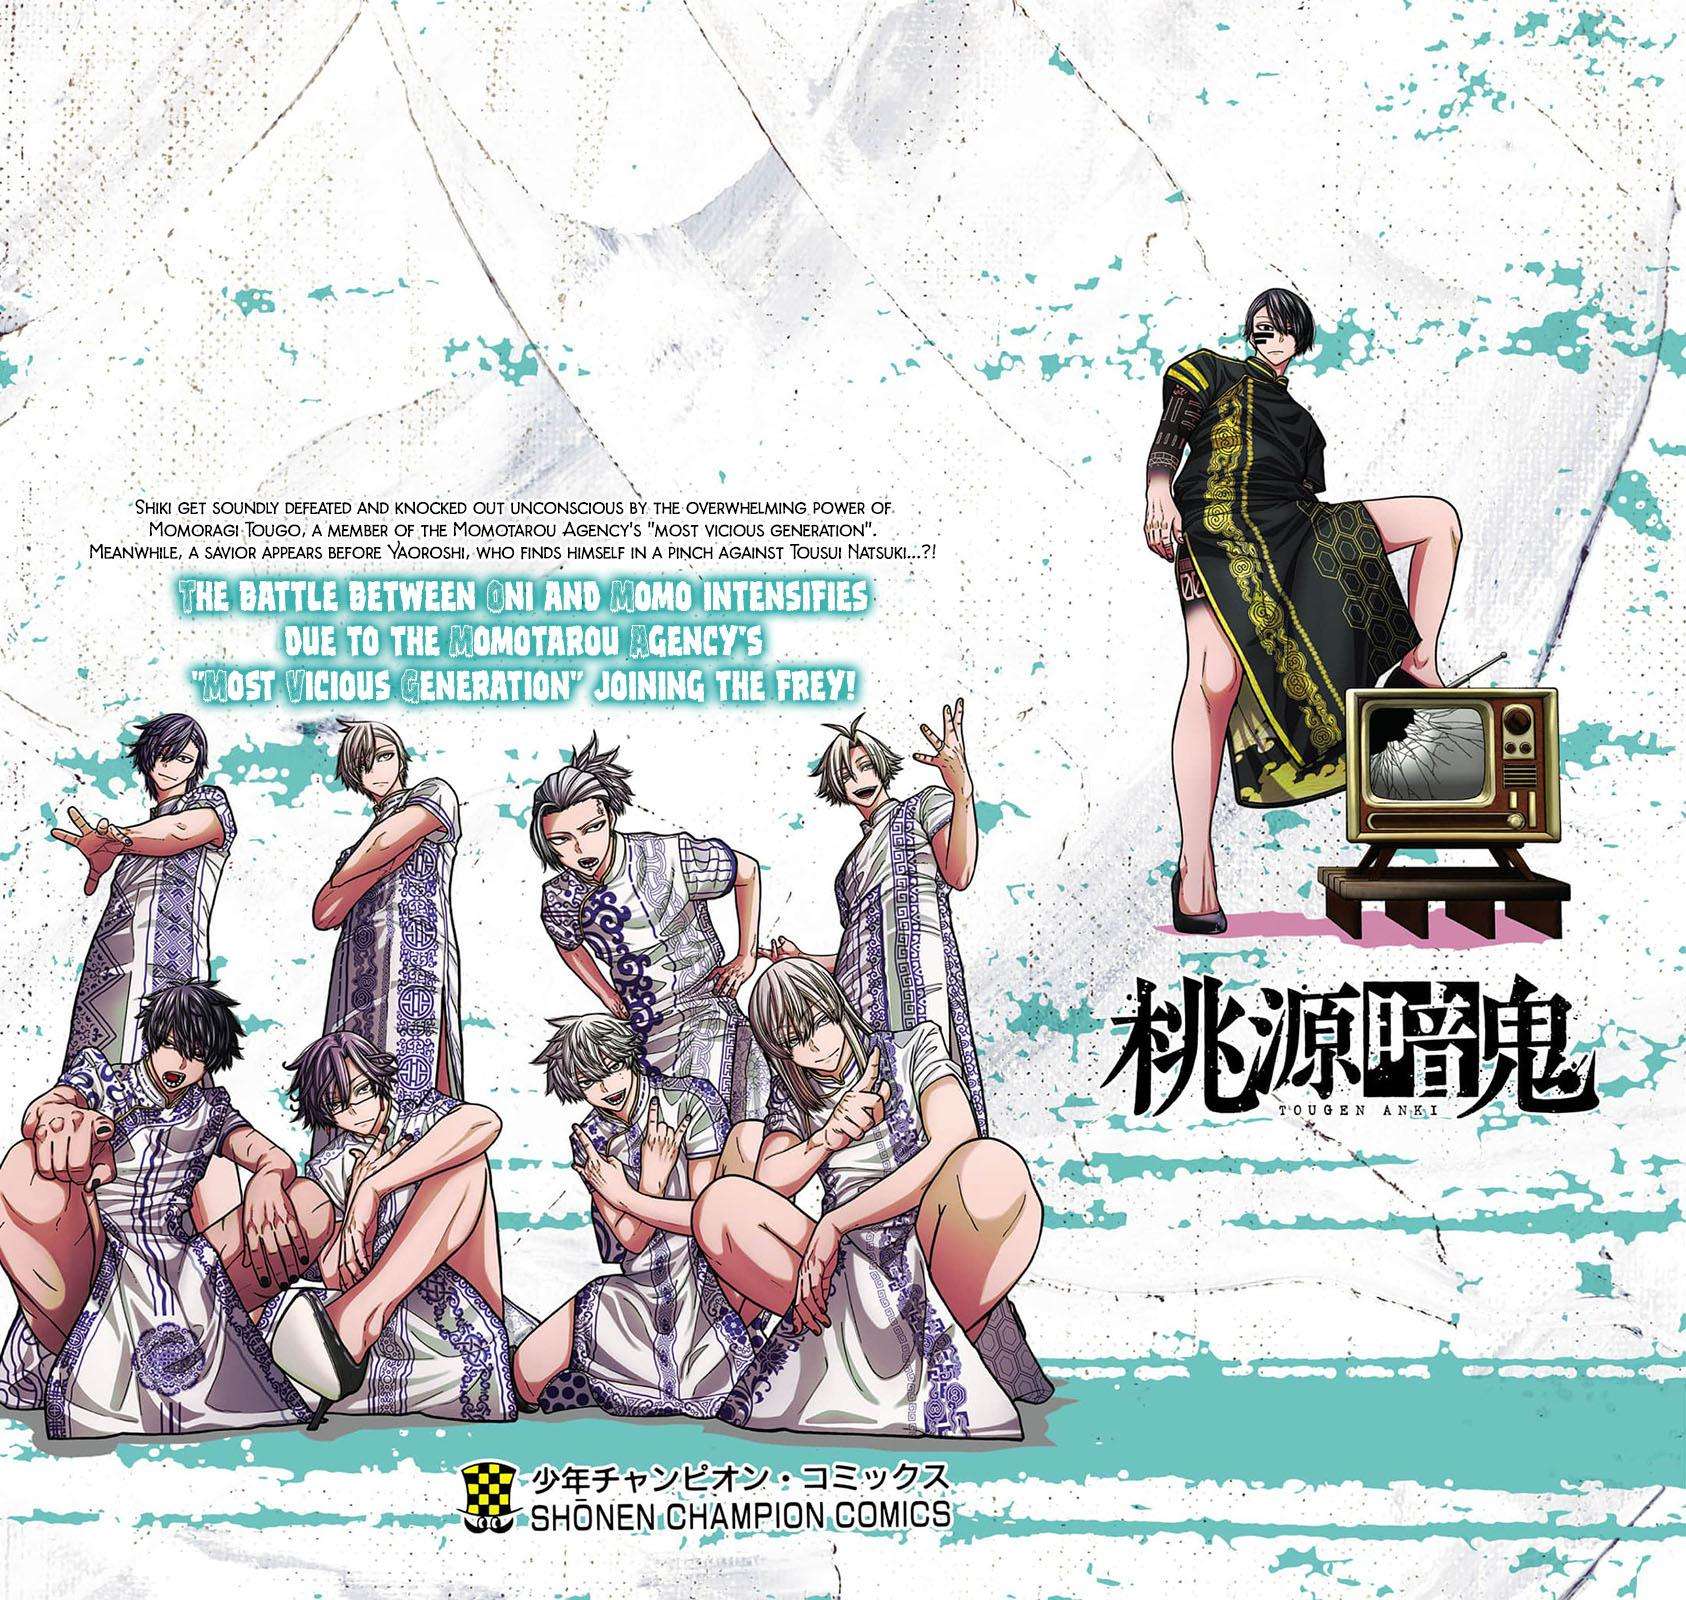 Shiki get soundly defeated and knocked out unconscious by the overwhelming power of
Momoragi Tougo, a member of the Momotarou Agency's "most vicious generation".
Meanwhile, a savior appears before Yaoroshi, who finds himself in a pinch against Tousui Natsuki...?!
The battle between Oni and Momo intensifies
due to the Momotarou Agency's
"Most Vicious Generation" joining the frey!
桃源暗鬼
TOUGEN ANKI
少年チャンピオン・コミックス
SHŌNEN CHAMPION COMICS